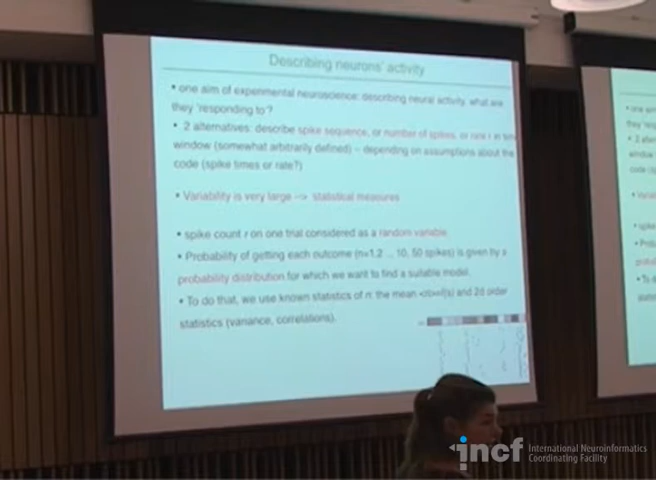 Describing neurons' activity
• one aim of experimental neuroscience: describing neural activity, what are
they 'responding to'?
• 2 alternatives: describe spike sequence, or number of spikes, or rate r in time
window (somewhat arbitrarily defined) – depending on assumptions about the
code (spike times or rate?)
• Variability is very large --> statistical measures
• spike count r on one trial considered as a random variable.
• Probability of getting each outcome (n=1,2 ... 10, 50 spikes) is given by a
probability distribution for which we want to find a suitable model.
• To do that, we use known statistics of r: the mean and 2d order
statistics (variance, correlations).
incf International Neuroinformatics
Coordinating Facility